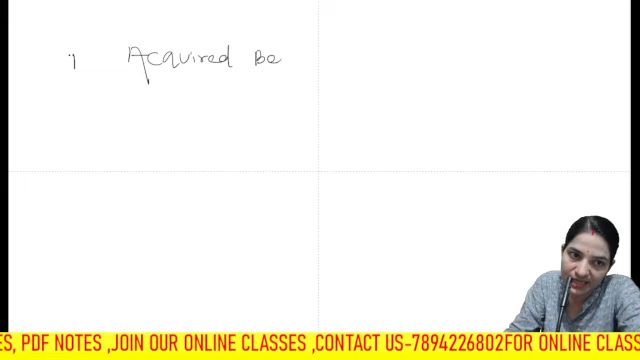 i) Acquired Be
ES, PDF NOTES ,JOIN OUR ONLINE CLASSES ,CONTACT US-7894226802FOR ONLINE CLASS